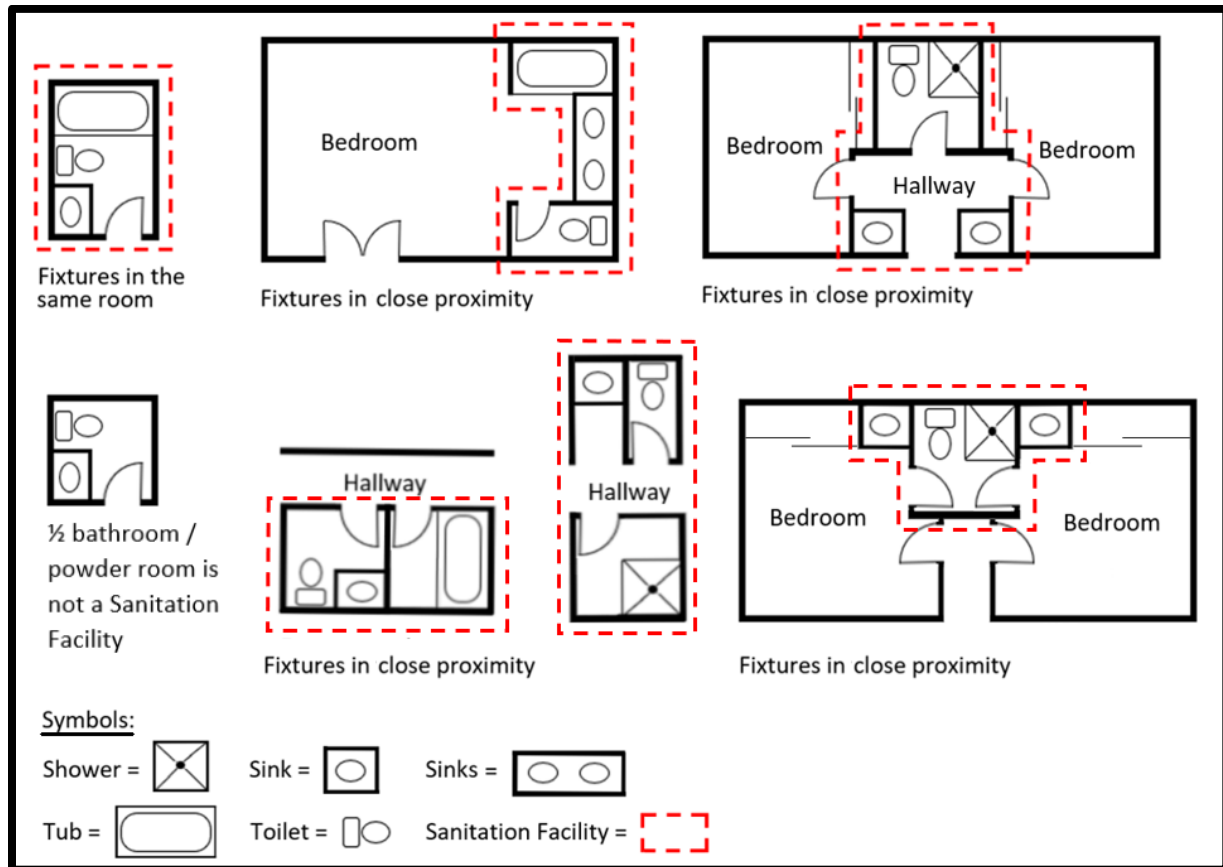 Fixtures in the
same room
Bedroom
Fixtures in close proximity
Bedroom
Bedroom
Hallway
Fixtures in close proximity
½ bathroom /
powder room is
not a Sanitation
Facility
Hallway
Hallway
Fixtures in close proximity
Bedroom
Bedroom
Fixtures in close proximity
Symbols:
Shower =
Sink =
Sinks =
Tub =
Toilet =
Sanitation Facility =